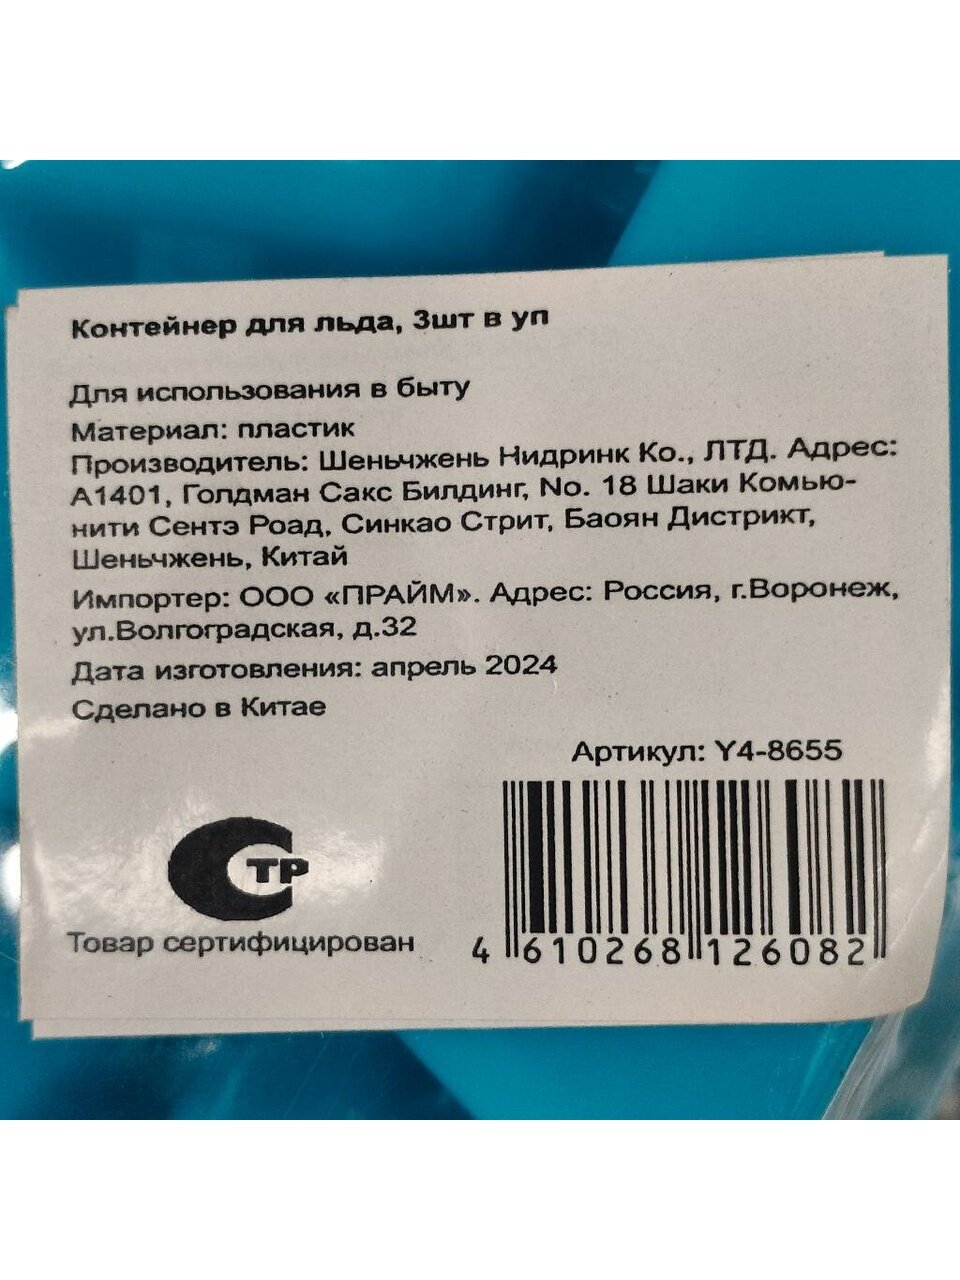 Контейнер для льда, 3шт в уп
Для использования в быту
Материал: пластик
Производитель: Шеньчжень Нидринк Ко., ЛТД. Адрес:
А1401, Голдман Сакс Билдинг, No. 18 Шаки Комью-
нити Сентэ Роад, Синкао Стрит, Баоян Дистрикт,
Шеньчжень, Китай
Импортер: ООО «ПРАЙМ». Адрес: Россия, г.Воронеж,
ул.Волгоградская, д.32
Дата изготовления: апрель 2024
Сделано в Китае
Артикул: Y4-8655
СТР
Товар сертифицирован
4 610268 126082